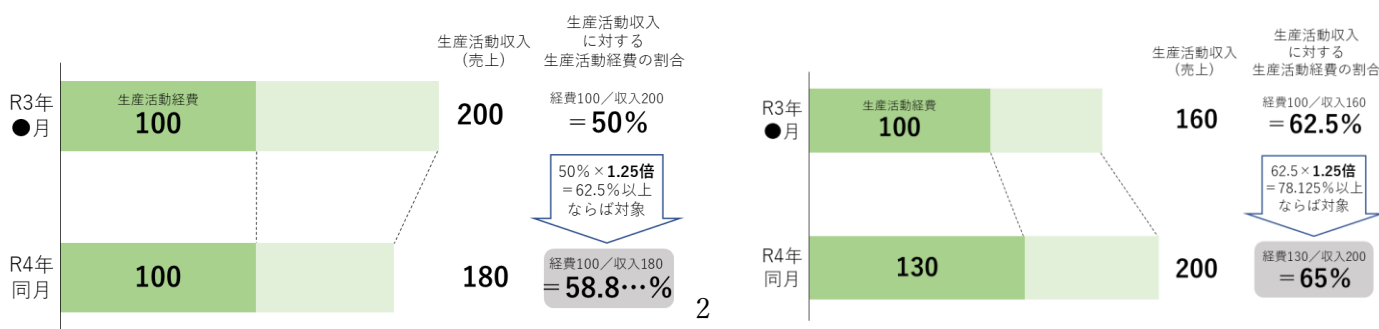 生産活動収入
(売上)
生産活動収入
に対する
生産活動経費の割合
R3年
●月
生産活動経費
100
200
経費100／収入200
＝50%
50%×1.25倍
＝62.5%以上
ならば対象
R4年
同月
100
180
経費100／収入180
＝58.8…%
2
生産活動収入
(売上)
生産活動収入
に対する
生産活動経費の割合
R3年
●月
生産活動経費
100
160
経費100／収入160
＝62.5%
62.5×1.25倍
＝78.125%以上
ならば対象
R4年
同月
130
200
経費130／収入200
＝65%